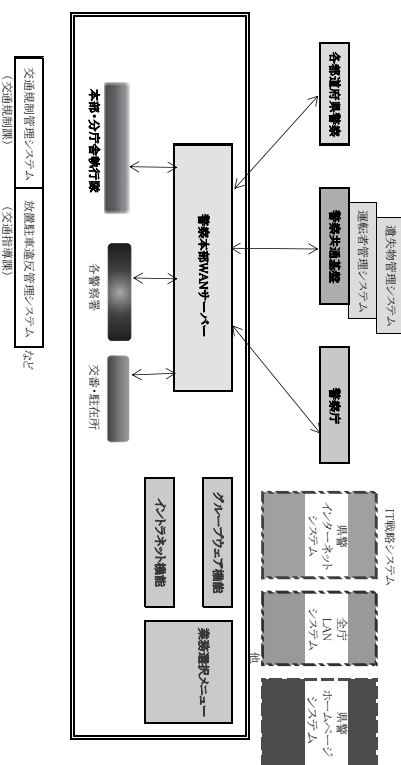 各都道府県警察
警察共通基盤
運転者管理システム
遺失物管理システム
警察庁
IT戦略システム
県警
インターネット
システム
全庁
LAN
システム
県警
ホームページ
システム
他
警察本部WANサーバー
グループウェア機能
イントラネット機能
業務選択メニュー
本部・分庁舎執行隊
各警察署
交番・駐在所
交通規制管理システム
(交通規制課)
放置駐車違反管理システム
(交通指導課)
など